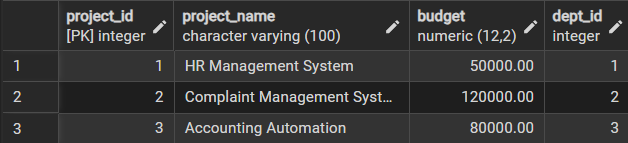 project_id project_name budget dept_id
[PK] integer character varying (100) numeric (12,2) integer
1 1 HR Management System 50000.00 1
2 2 Complaint Management Syst... 120000.00 2
3 3 Accounting Automation 80000.00 3